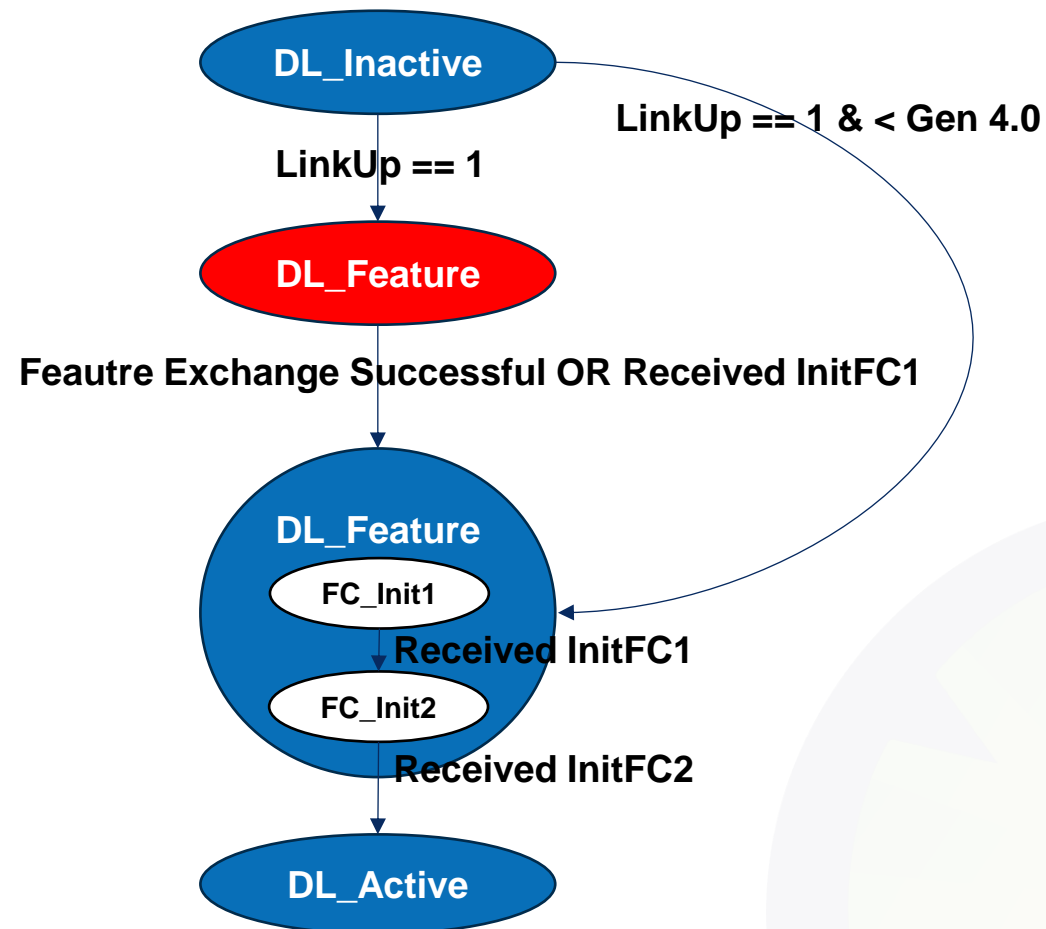 DL_Inactive
LinkUp == 1 & < Gen 4.0
LinkUp == 1
DL_Feature
Feautre Exchange Successful OR Received InitFC1
DL_Feature
FC_Init1
Received InitFC1
FC_Init2
Received InitFC2
DL_Active